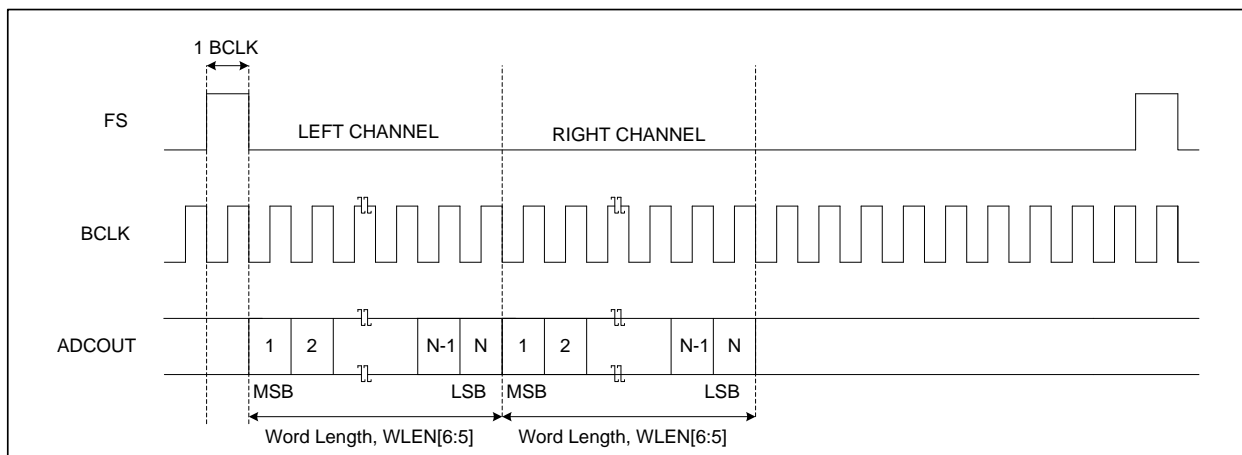 1 BCLK
FS
LEFT CHANNEL
RIGHT CHANNEL
BCLK
ADCOUT
1 2 N-1 N 1 2 N-1 N
MSB LSB MSB LSB
Word Length, WLEN[6:5] Word Length, WLEN[6:5]